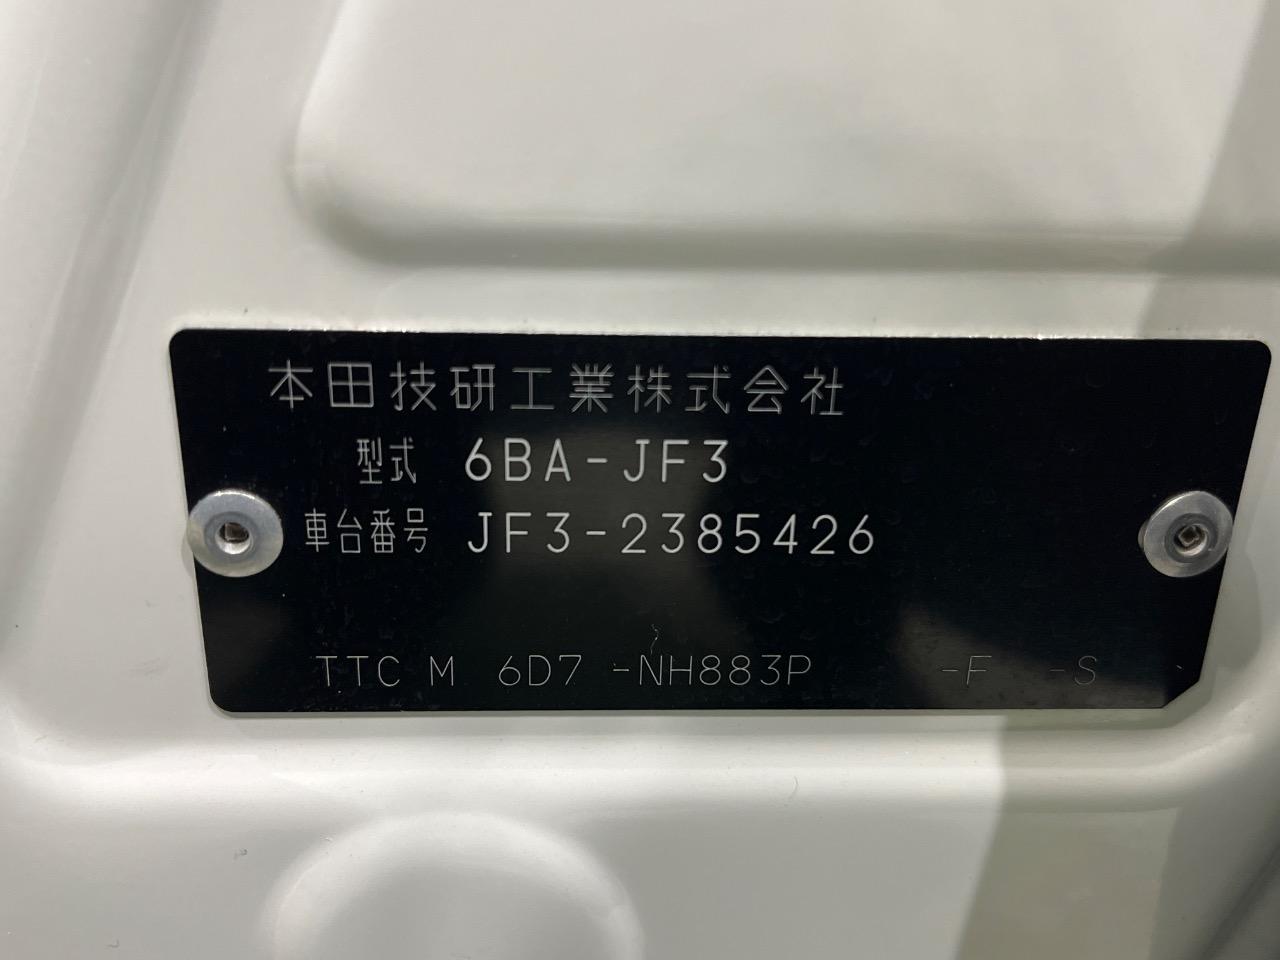 本田技研工業株式会社
型式 6BA-JF3
車台番号 JF3-2385426
TTC M 6D7 -NH883P -F -S